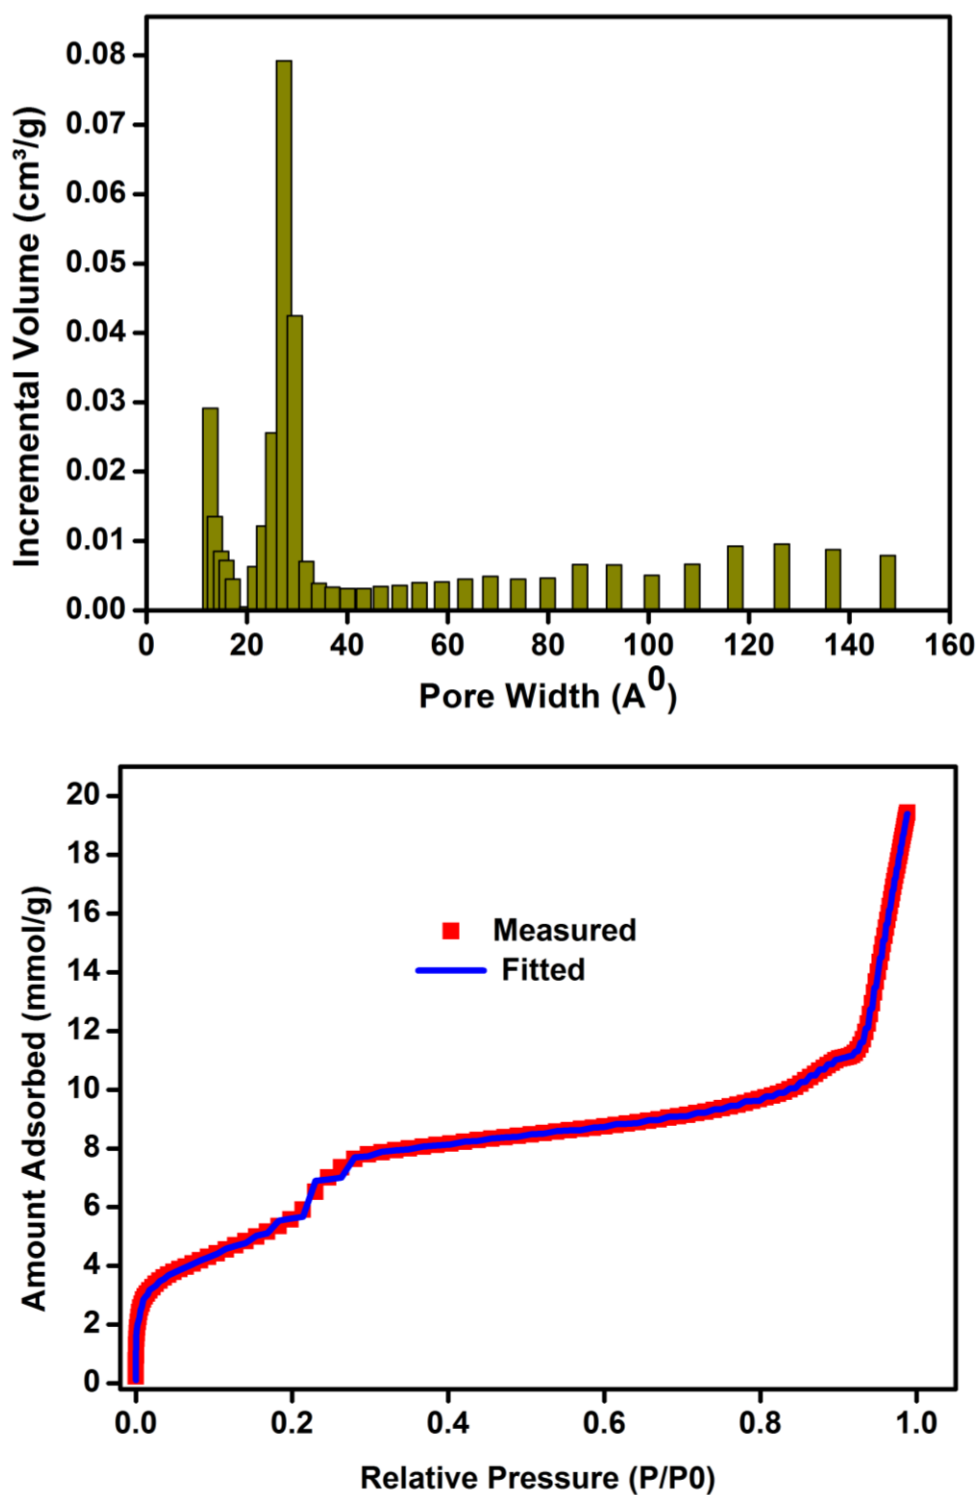 Incremental Volume (cm³/g)
0.08
0.07
0.06
0.05
0.04
0.03
0.02
0.01
0.00
0 20 40 60 80 100 120 140 160
Pore Width (A⁰)
Amount Adsorbed (mmol/g)
20
18
16
14
12
10
8
6
4
2
0
Measured
Fitted
0.0 0.2 0.4 0.6 0.8 1.0
Relative Pressure (P/P0)